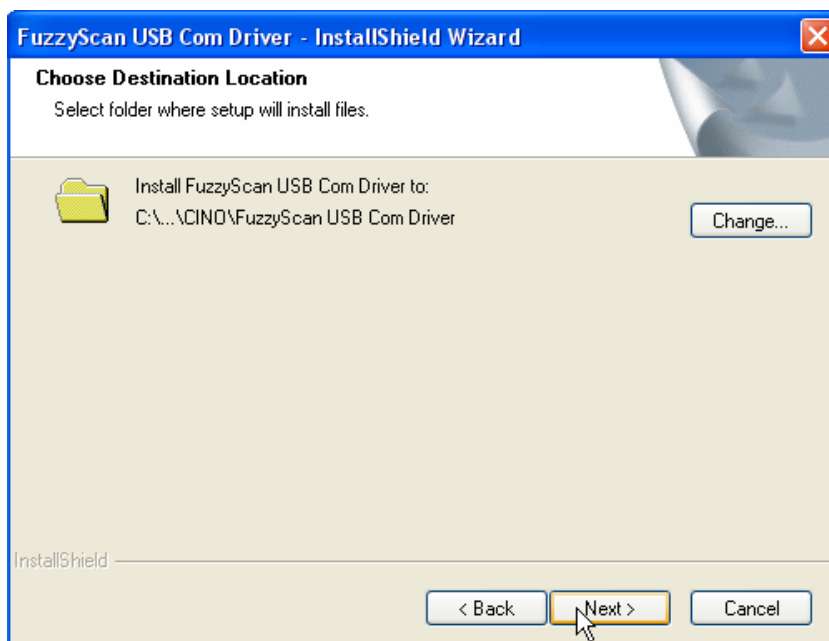 FuzzyScan USB Com Driver - InstallShield Wizard
Choose Destination Location
Select folder where setup will install files.
Install FuzzyScan USB Com Driver to:
C:\...\CINO\FuzzyScan USB Com Driver
Change...
InstallShield
< Back
Next >
Cancel